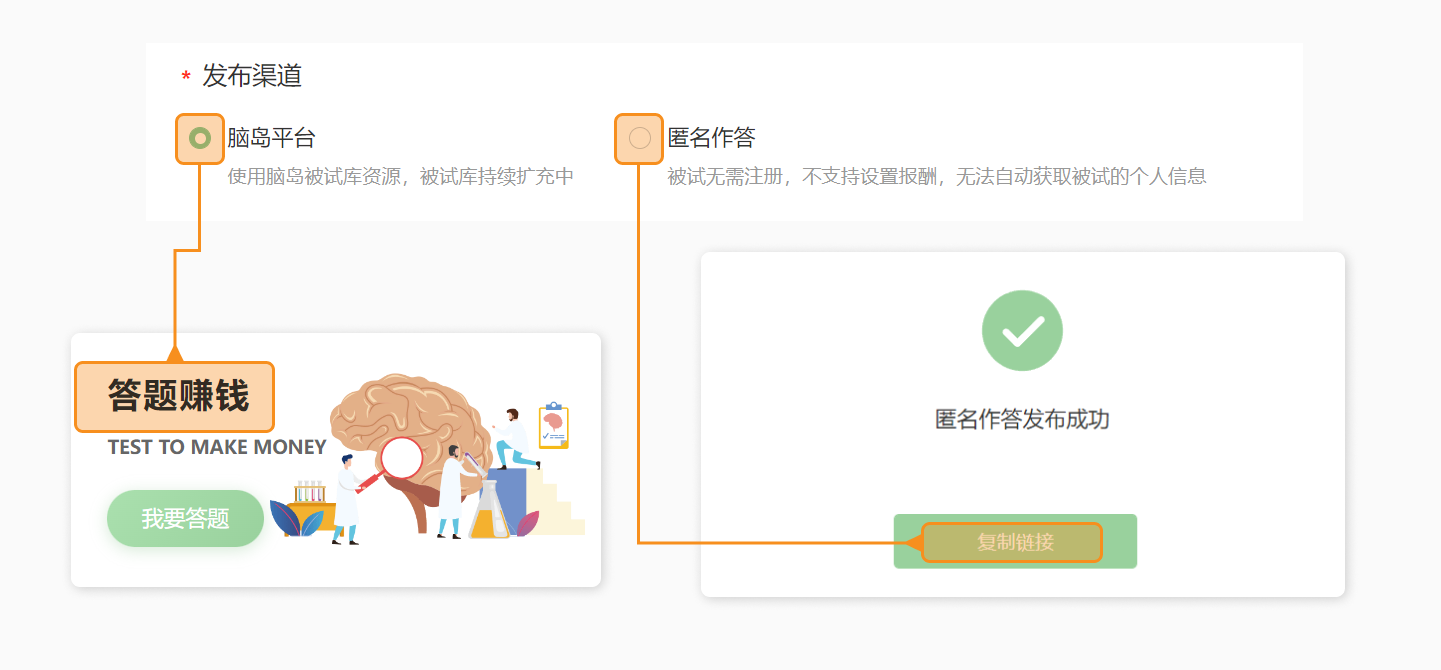 * 发布渠道
脑岛平台
使用脑岛被试库资源，被试库持续扩充中
匿名作答
被试无需注册，不支持设置报酬，无法自动获取被试的个人信息
答题赚钱
TEST TO MAKE MONEY
我要答题
匿名作答发布成功
复制链接